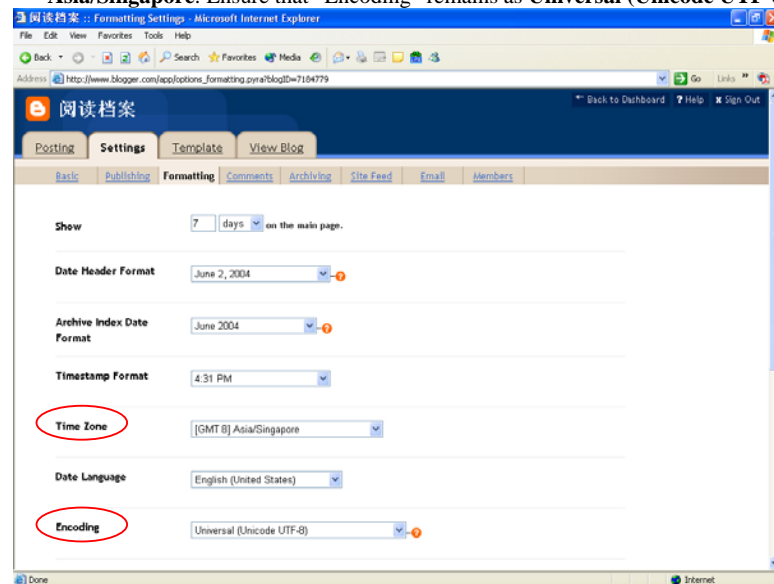 Asia/Singapore. Ensure that "Encoding" remains as Universal (Unicode UTF-8
阅读档案 :: Formatting Settings - Microsoft Internet Explorer
File Edit View Favorites Tools Help
Back Search Favorites Media
Address http://www.blogger.com/app/options_formatting.pyra?blogID=7184779 Go Links »
阅读档案 Back to Dashboard ? Help x Sign Out
Posting Settings Template View Blog
Basic Publishing Formatting Comments Archiving Site Feed Email Members
Show 7 days on the main page.
Date Header Format June 2, 2004 ?
Archive Index Date Format June 2004 ?
Timestamp Format 4:31 PM
Time Zone [GMT 8] Asia/Singapore
Date Language English (United States)
Encoding Universal (Unicode UTF-8) ?
Done Internet